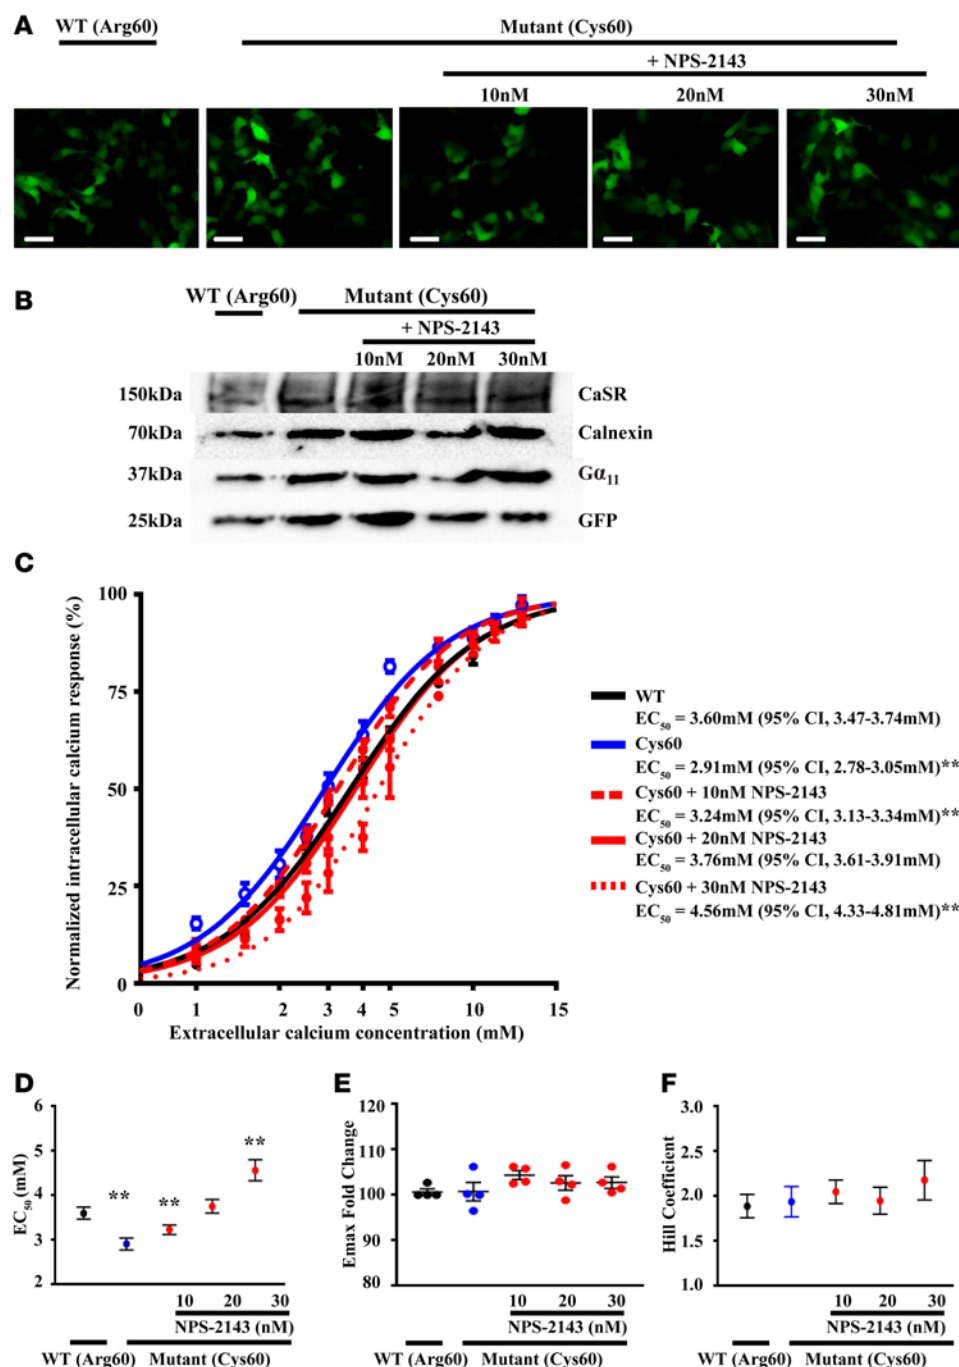 A
WT (Arg60) Mutant (Cys60)
+ NPS-2143
10nM 20nM 30nM
B
WT (Arg60) Mutant (Cys60)
+ NPS-2143
10nM 20nM 30nM
150kDa CaSR
70kDa Calnexin
37kDa Gα₁₁
25kDa GFP
C
Normalized intracellular calcium response (%)
100
75
50
25
0
0 1 2 3 4 5 10 15
Extracellular calcium concentration (mM)
WT
EC₅₀ = 3.60mM (95% CI, 3.47-3.74mM)
Cys60
EC₅₀ = 2.91mM (95% CI, 2.78-3.05mM)**
Cys60 + 10nM NPS-2143
EC₅₀ = 3.24mM (95% CI, 3.13-3.34mM)**
Cys60 + 20nM NPS-2143
EC₅₀ = 3.76mM (95% CI, 3.61-3.91mM)
Cys60 + 30nM NPS-2143
EC₅₀ = 4.56mM (95% CI, 4.33-4.81mM)**
D
EC₅₀ (mM)
6
5
4
3
2
** ** **
10 20 30
NPS-2143 (nM)
WT (Arg60) Mutant (Cys60)
E
Emax Fold Change
120
110
100
90
80
10 20 30
NPS-2143 (nM)
WT (Arg60) Mutant (Cys60)
F
Hill Coefficient
3.0
2.5
2.0
1.5
1.0
10 20 30
NPS-2143 (nM)
WT (Arg60) Mutant (Cys60)